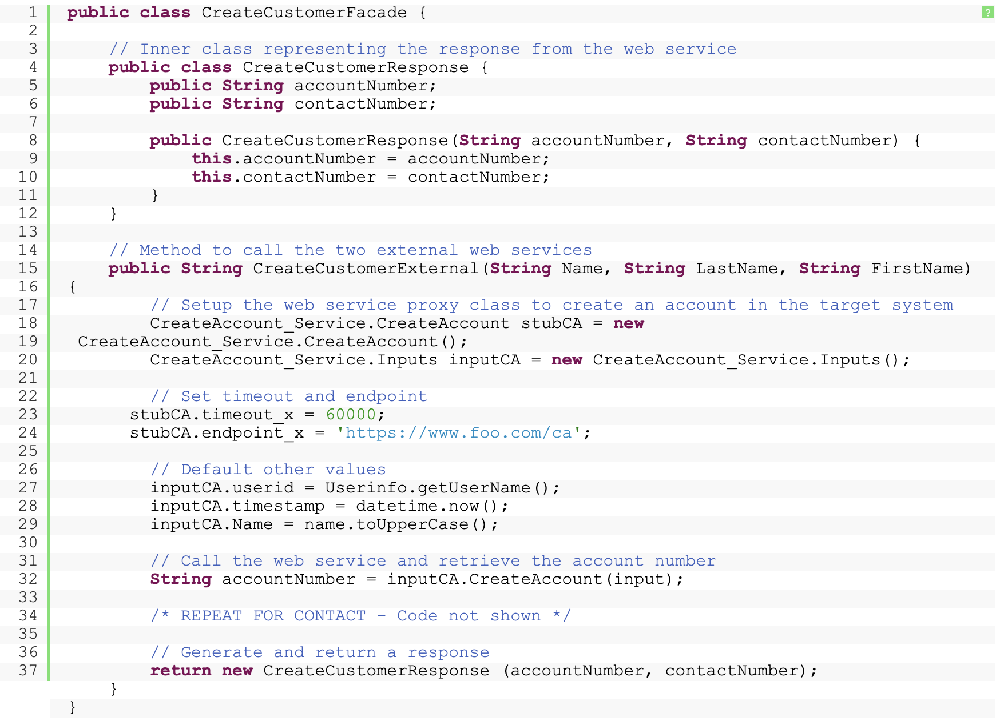 1 public class CreateCustomerFacade { ?
2
3 // Inner class representing the response from the web service
4 public class CreateCustomerResponse {
5 public String accountNumber;
6 public String contactNumber;
7
8 public CreateCustomerResponse(String accountNumber, String contactNumber) {
9 this.accountNumber = accountNumber;
10 this.contactNumber = contactNumber;
11 }
12 }
13
14 // Method to call the two external web services
15 public String CreateCustomerExternal(String Name, String LastName, String FirstName)
16 {
17 // Setup the web service proxy class to create an account in the target system
18 CreateAccount_Service.CreateAccount stubCA = new
19 CreateAccount_Service.CreateAccount();
20 CreateAccount_Service.Inputs inputCA = new CreateAccount_Service.Inputs();
21
22 // Set timeout and endpoint
23 stubCA.timeout_x = 60000;
24 stubCA.endpoint_x = 'https://www.foo.com/ca';
25
26 // Default other values
27 inputCA.userid = Userinfo.getUserName();
28 inputCA.timestamp = datetime.now();
29 inputCA.Name = name.toUpperCase();
30
31 // Call the web service and retrieve the account number
32 String accountNumber = inputCA.CreateAccount(input);
33
34 /* REPEAT FOR CONTACT - Code not shown */
35
36 // Generate and return a response
37 return new CreateCustomerResponse (accountNumber, contactNumber);
}
}